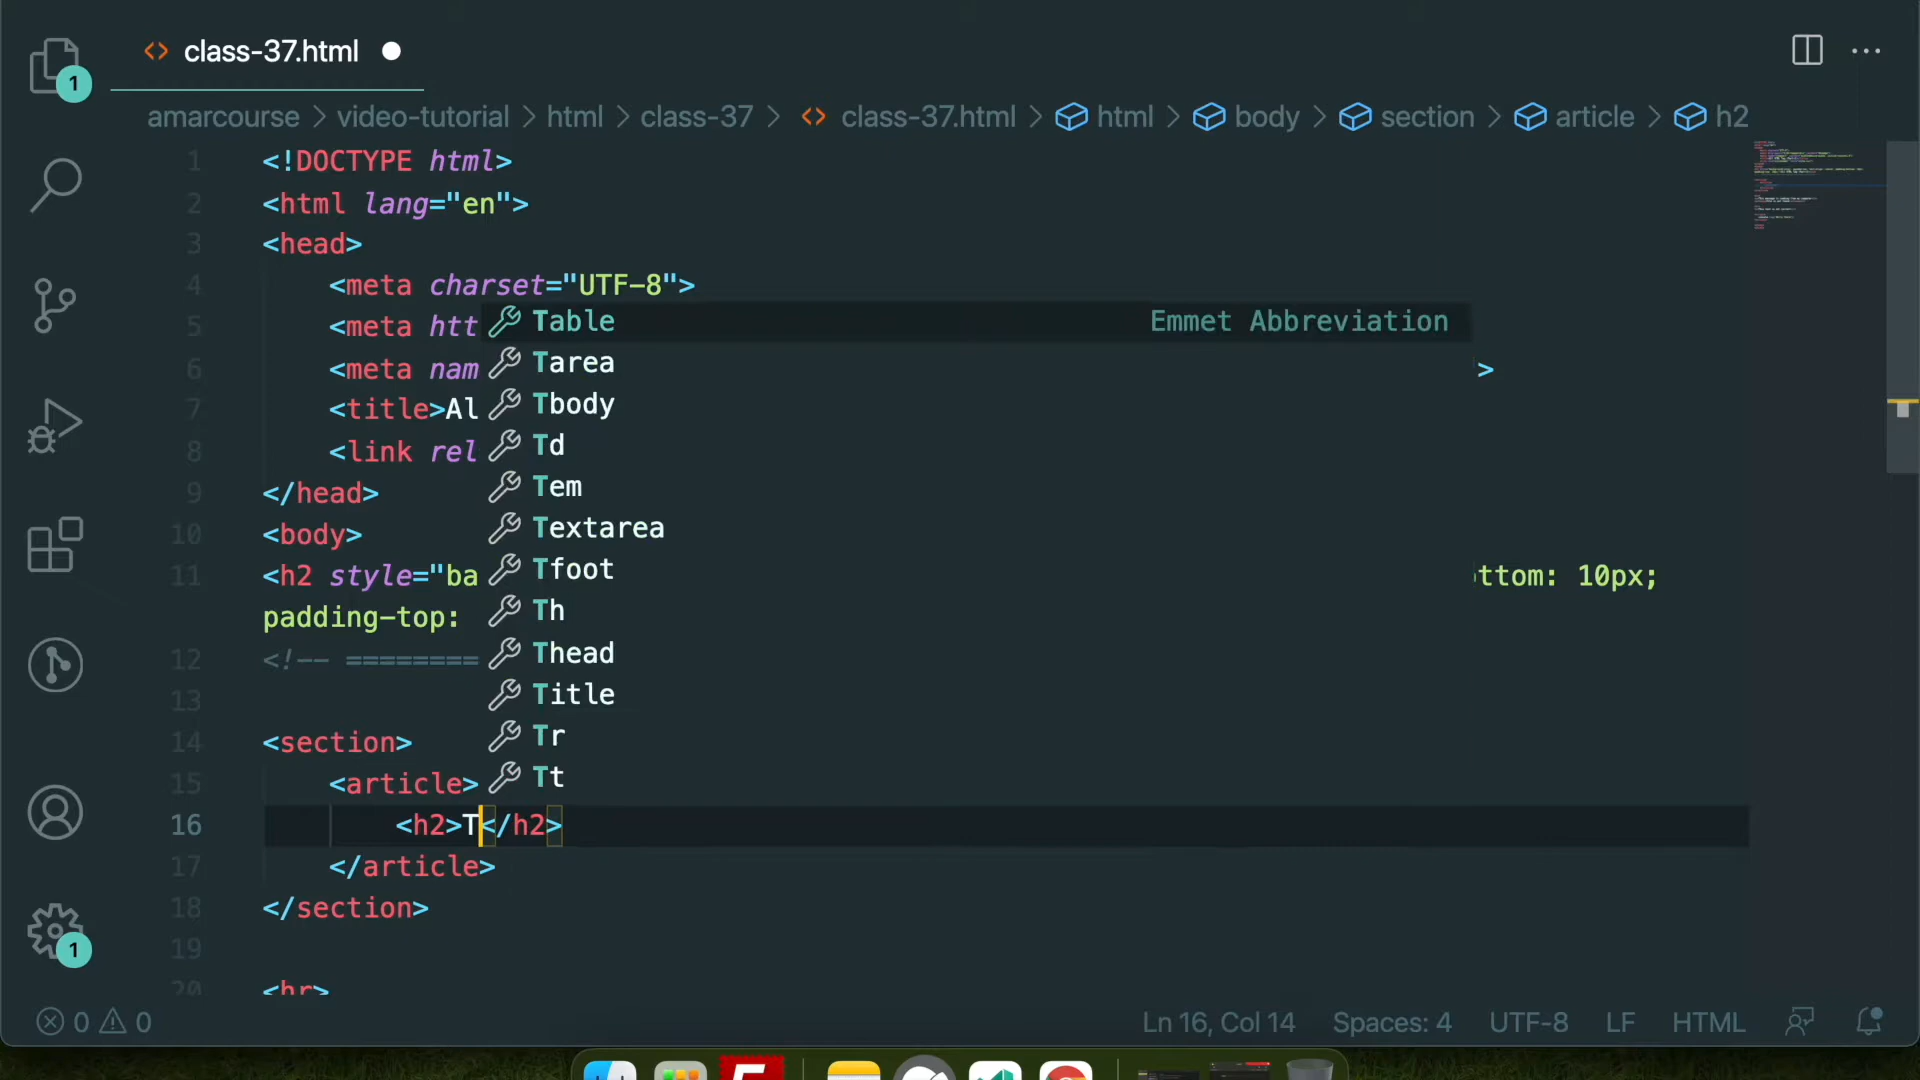 class-37.html
1
amarcourse > video-tutorial > html > class-37 > <> class-37.html > html > body > section > article > h2
1 <!DOCTYPE html>
2 <html lang="en">
3 <head>
4 <meta charset="UTF-8">
5 <meta htt
6 <meta nam >
7 <title>Al
8 <link rel
9 </head>
10 <body>
11 <h2 style="ba ttom: 10px;
padding-top:
12 <!-- ========
13
14 <section>
15 <article>
16 <h2>T</h2>
17 </article>
18 </section>
19
20 <hr>
Table Emmet Abbreviation
Tarea
Tbody
Td
Tem
Textarea
Tfoot
Th
Thead
Title
Tr
Tt
1
0 0 Ln 16, Col 14 Spaces: 4 UTF-8 LF HTML